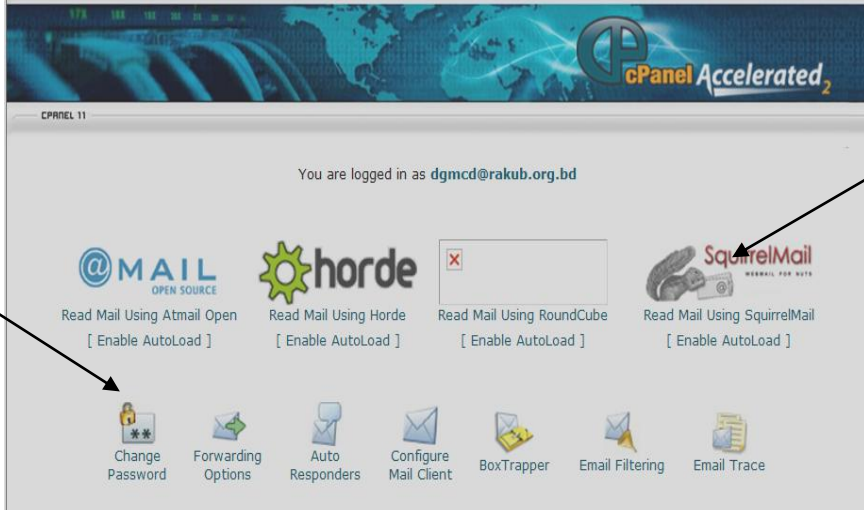 cPanel Accelerated2
CPANEL 11
You are logged in as dgmcd@rakub.org.bd
@MAIL
OPEN SOURCE
horde
SquirrelMail
WEBMAIL FOR NUTS
Read Mail Using Atmail Open
Read Mail Using Horde
Read Mail Using RoundCube
Read Mail Using SquirrelMail
[ Enable AutoLoad ]
[ Enable AutoLoad ]
[ Enable AutoLoad ]
[ Enable AutoLoad ]
**
Change
Password
Forwarding
Options
Auto
Responders
Configure
Mail Client
BoxTrapper
Email Filtering
Email Trace